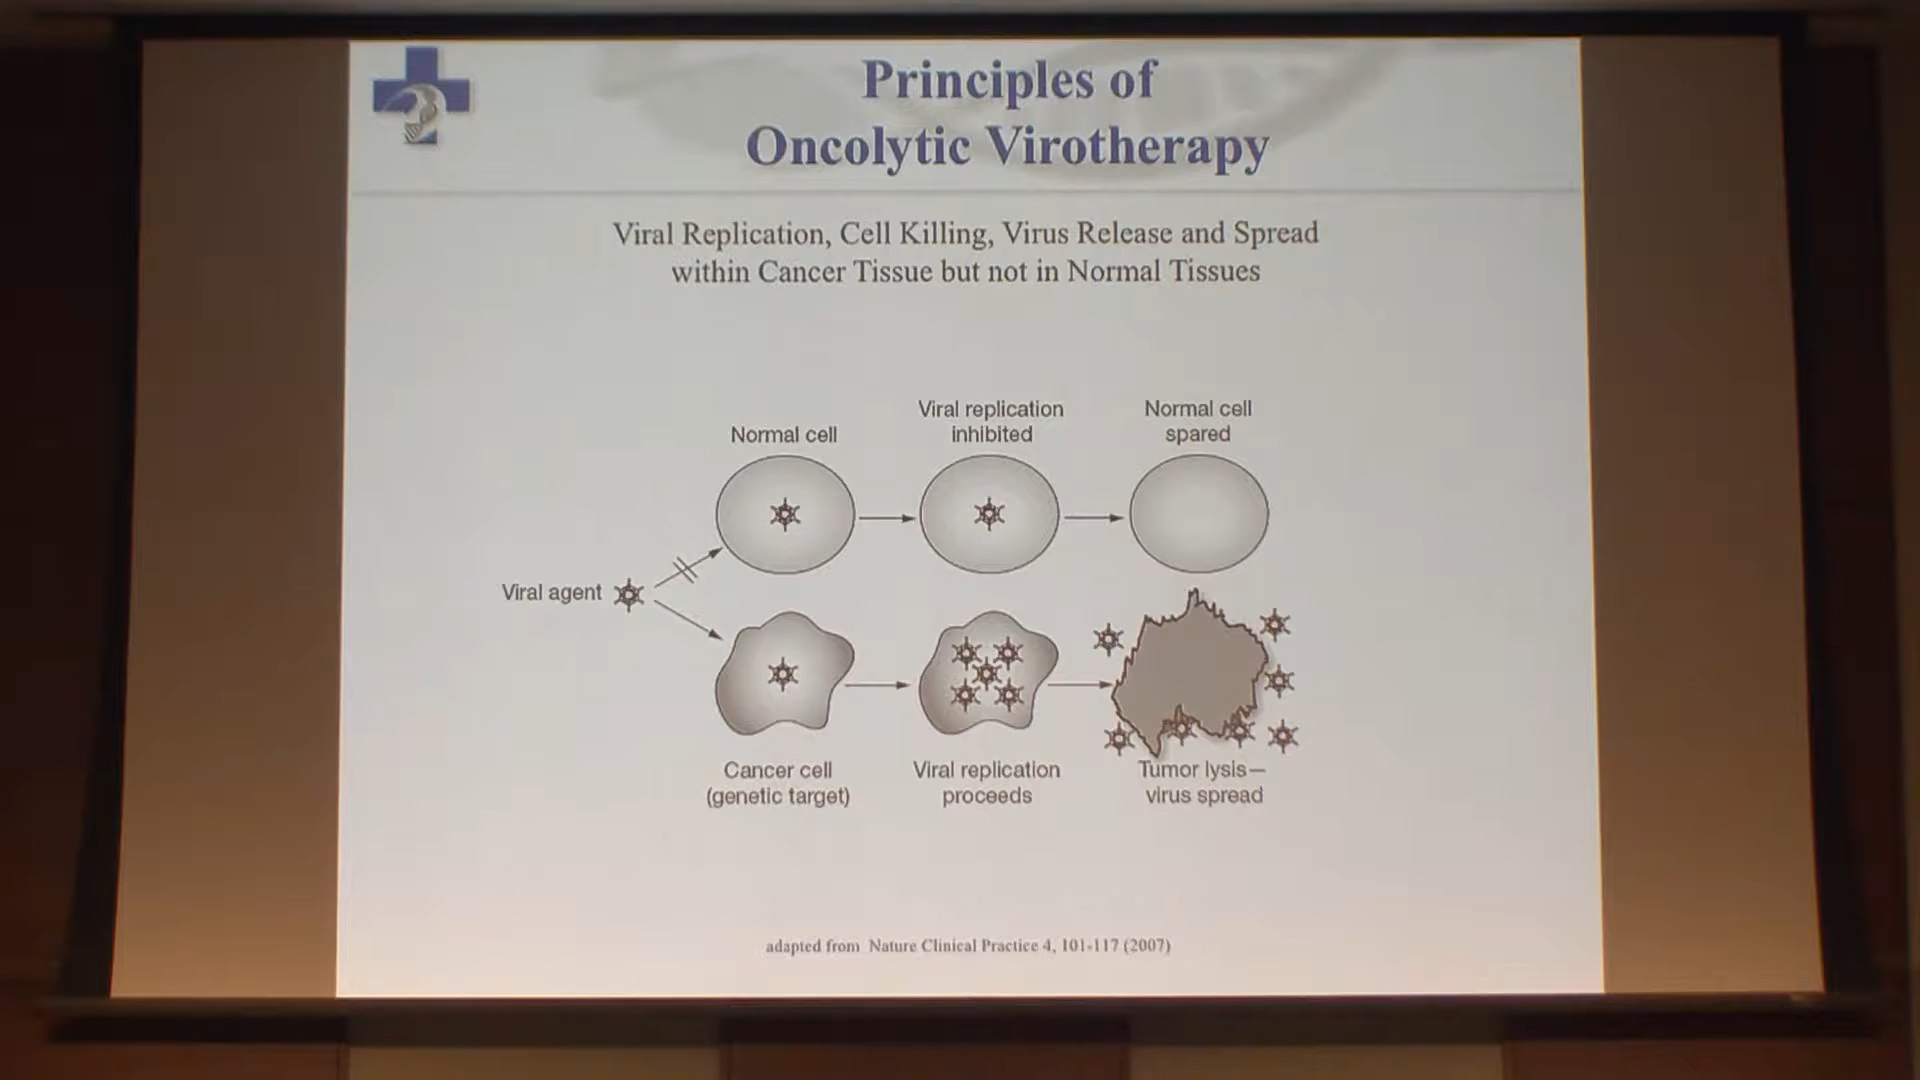 Principles of
Oncolytic Virotherapy
Viral Replication, Cell Killing, Virus Release and Spread
within Cancer Tissue but not in Normal Tissues
Normal cell
Viral replication
inhibited
Normal cell
spared
Viral agent
Cancer cell
(genetic target)
Viral replication
proceeds
Tumor lysis—
virus spread
adapted from Nature Clinical Practice 4, 101-117 (2007)